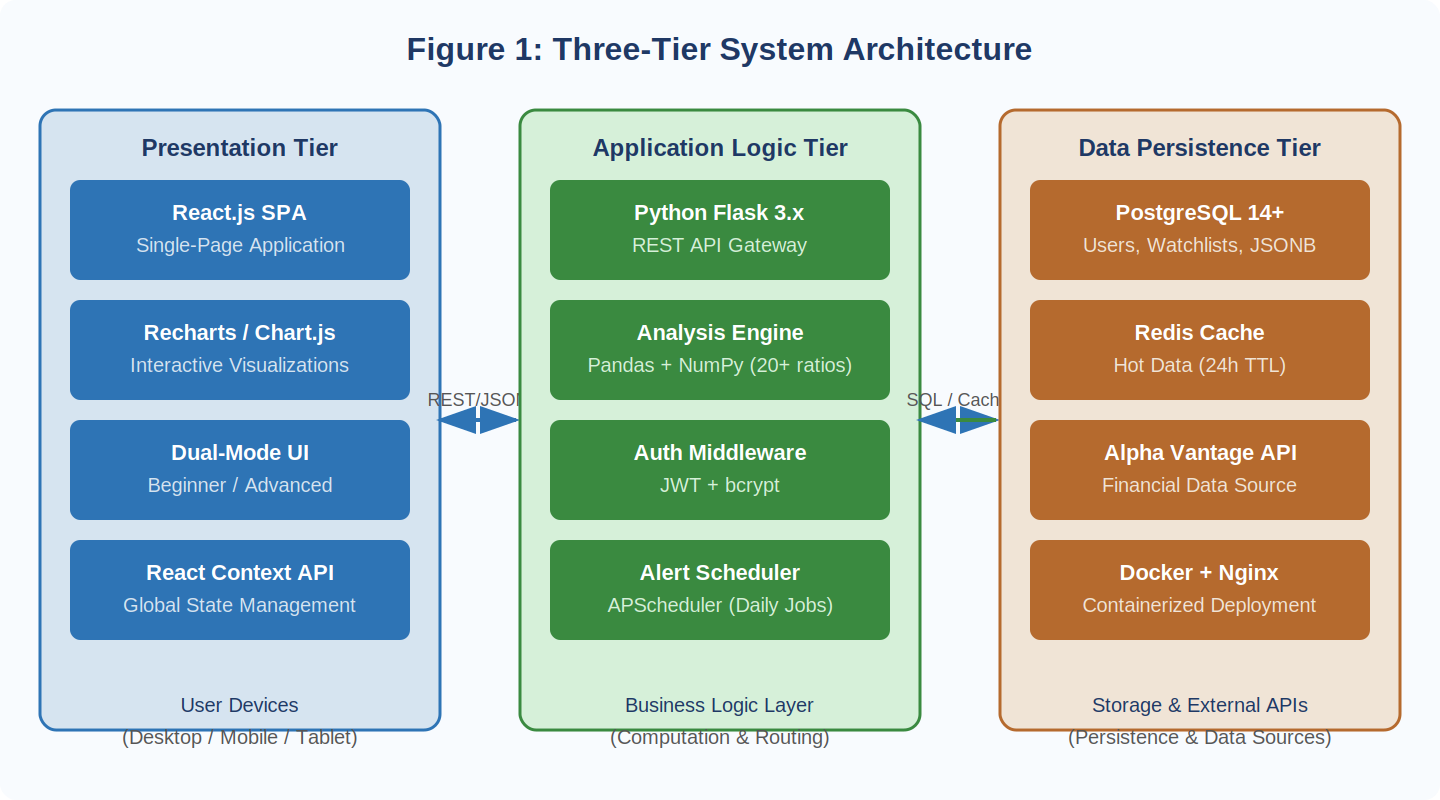 Figure 1: Three-Tier System Architecture
Presentation Tier
React.js SPA
Single-Page Application
Recharts / Chart.js
Interactive Visualizations
Dual-Mode UI
Beginner / Advanced
React Context API
Global State Management
User Devices
(Desktop / Mobile / Tablet)
REST/JSON
Application Logic Tier
Python Flask 3.x
REST API Gateway
Analysis Engine
Pandas + NumPy (20+ ratios)
Auth Middleware
JWT + bcrypt
Alert Scheduler
APScheduler (Daily Jobs)
Business Logic Layer
(Computation & Routing)
SQL / Cach
Data Persistence Tier
PostgreSQL 14+
Users, Watchlists, JSONB
Redis Cache
Hot Data (24h TTL)
Alpha Vantage API
Financial Data Source
Docker + Nginx
Containerized Deployment
Storage & External APIs
(Persistence & Data Sources)